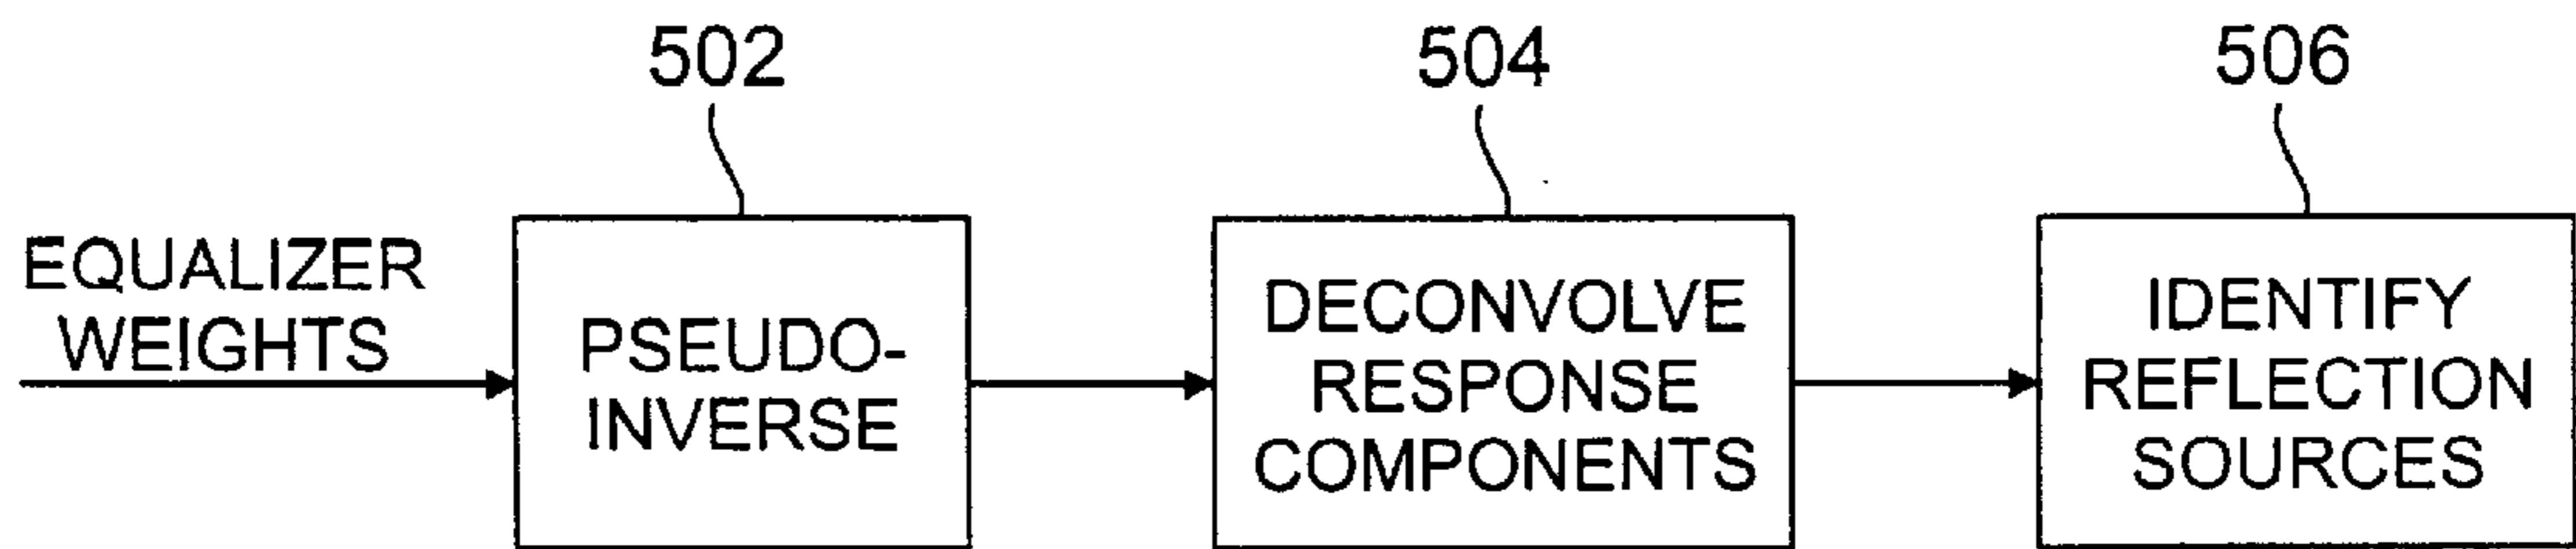 502
504
506
EQUALIZER
WEIGHTS
PSEUDO-
INVERSE
DECONVOLVE
RESPONSE
COMPONENTS
IDENTIFY
REFLECTION
SOURCES